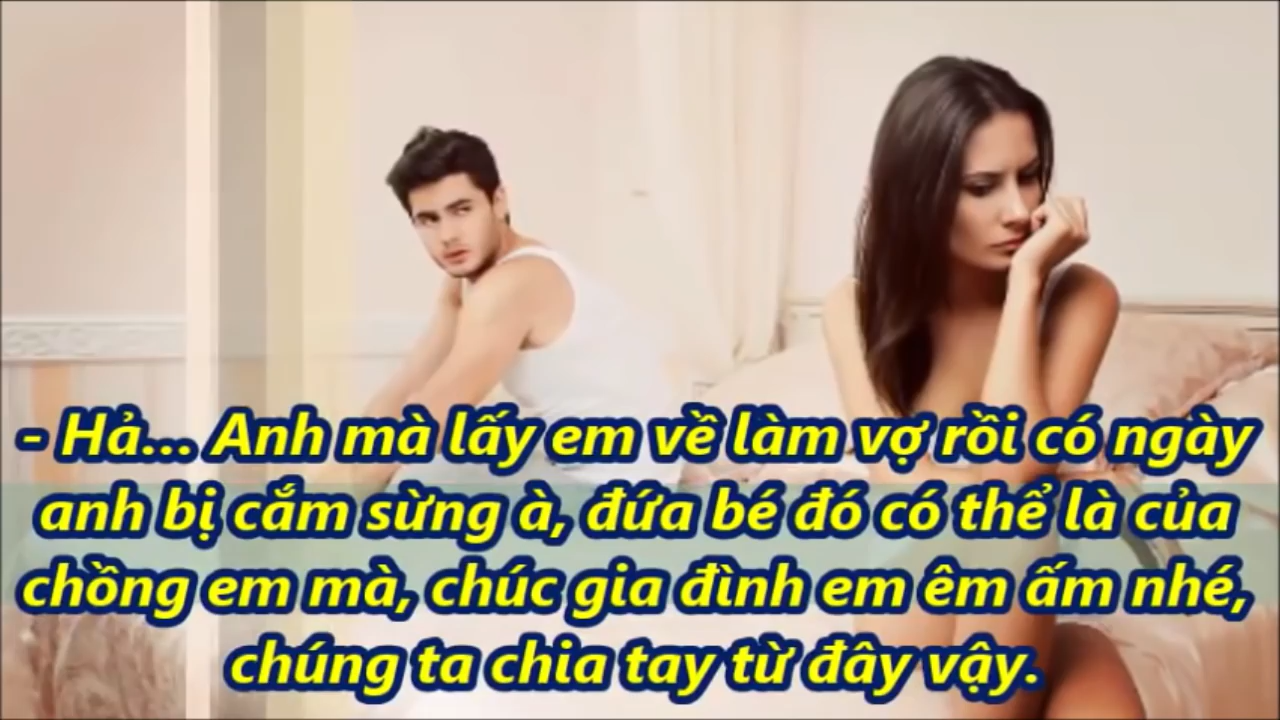 - Hả... Anh mà lấy em về làm vợ rồi có ngày
anh bị cắm sừng à, đứa bé đó có thể là của
chồng em mà, chúc gia đình em êm ấm nhé,
chúng ta chia tay từ đây vậy.